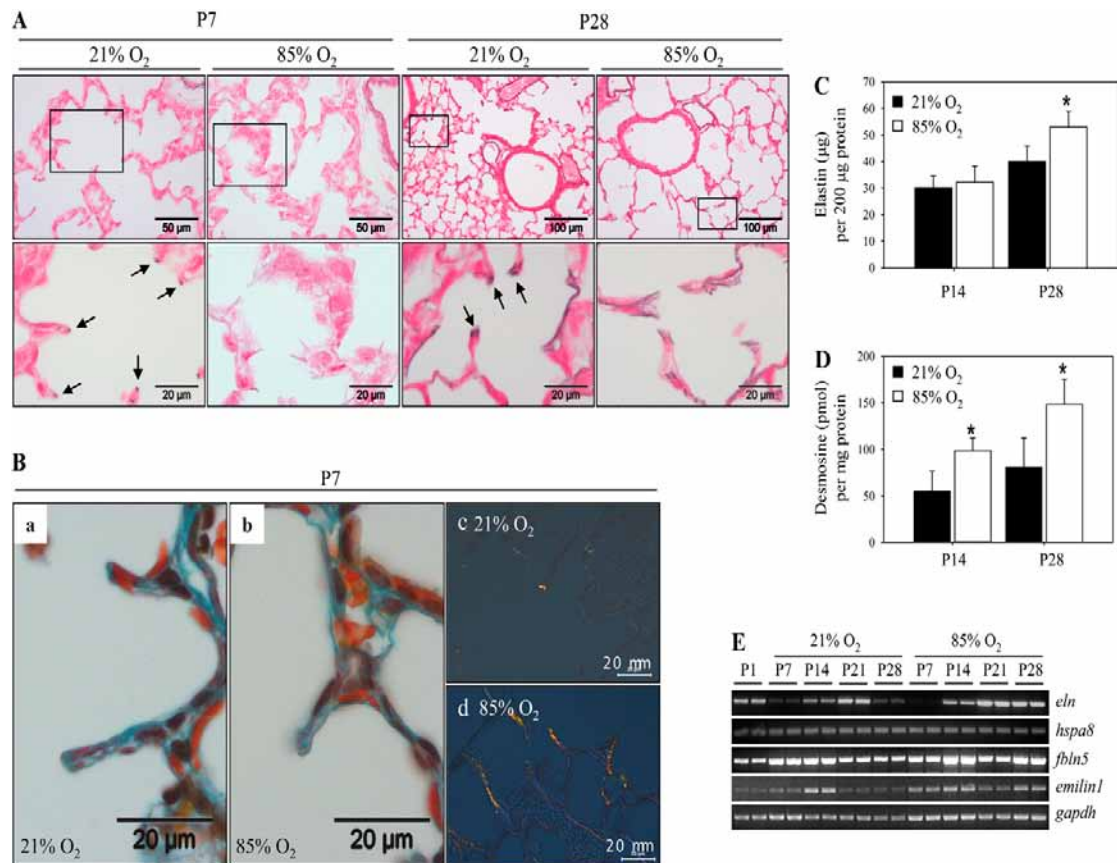 A
P7
P28
21% O₂
85% O₂
21% O₂
85% O₂
50 µm
50 µm
100 µm
100 µm
20 µm
20 µm
20 µm
20 µm
B
P7
a
21% O₂
20 µm
b
85% O₂
20 µm
c 21% O₂
20 mm
d 85% O₂
20 mm
C
Elastin (µg)
per 200 µg protein
70
60
50
40
30
20
10
0
21% O₂
85% O₂
*
P14
P28
D
Desmosine (pmol)
per mg protein
200
150
100
50
0
21% O₂
85% O₂
*
*
P14
P28
E
21% O₂
85% O₂
P1 P7 P14 P21 P28 P7 P14 P21 P28
eln
hspa8
fbln5
emilin1
gapdh